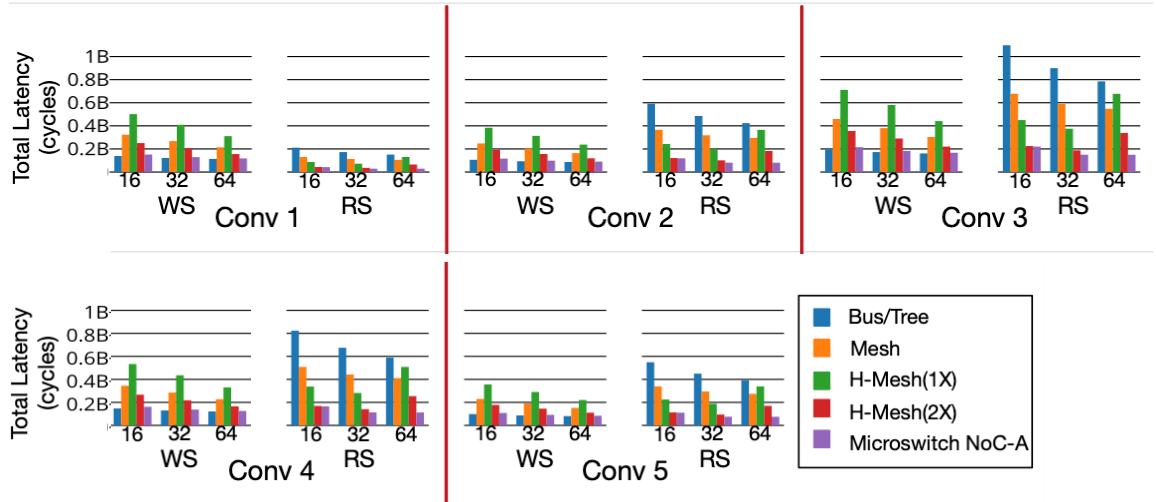 Total Latency
(cycles)
1B
0.8B
0.6B
0.4B
0.2B
16 32 64 16 32 64
WS RS
Conv 1
16 32 64 16 32 64
WS RS
Conv 2
16 32 64 16 32 64
WS RS
Conv 3
Total Latency
(cycles)
1B
0.8B
0.6B
0.4B
0.2B
16 32 64 16 32 64
WS RS
Conv 4
16 32 64 16 32 64
WS RS
Conv 5
Bus/Tree
Mesh
H-Mesh(1X)
H-Mesh(2X)
Microswitch NoC-A